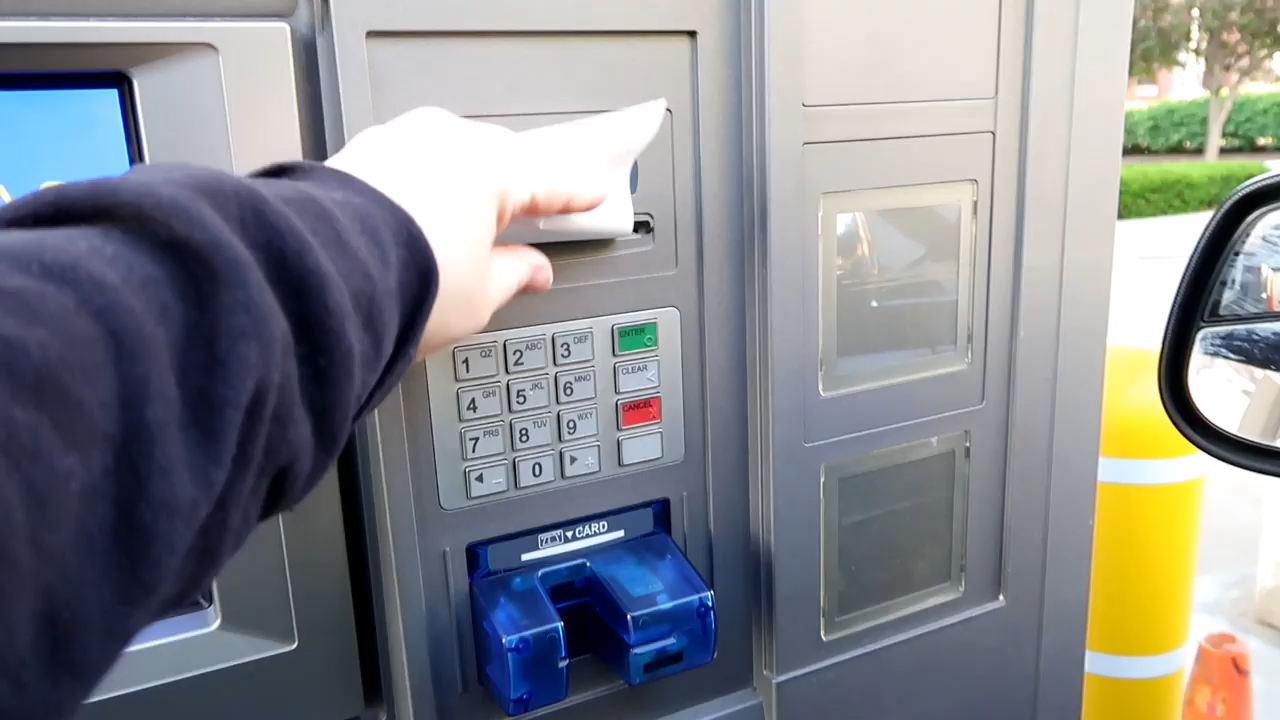 1 QZ 2 ABC 3 DEF ENTER
4 GHI 5 JKL 6 MNO CLEAR
7 PRS 8 TUV 9 WXY CANCEL
0
CARD